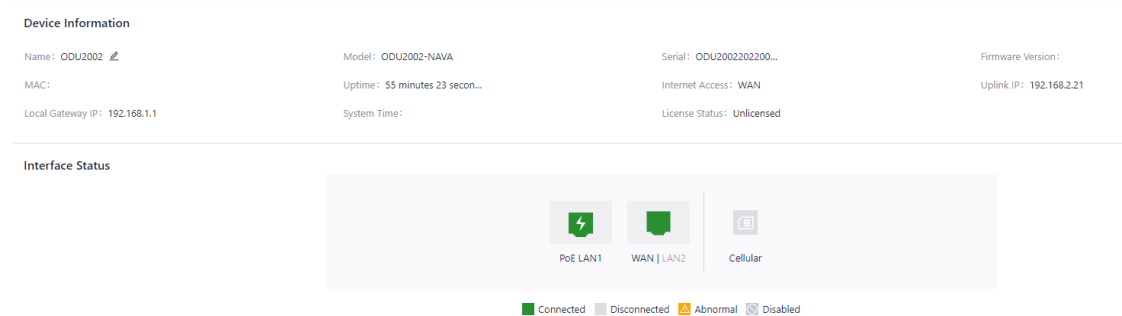 Device Information
Name: ODU2002 Model: ODU2002-NAVA Serial: ODU2002202200... Firmware Version:
MAC: Uptime: 55 minutes 23 secon... Internet Access: WAN Uplink IP: 192.168.2.21
Local Gateway IP: 192.168.1.1 System Time: License Status: Unlicensed
Interface Status
PoE LAN1 WAN | LAN2 Cellular
Connected Disconnected Abnormal Disabled